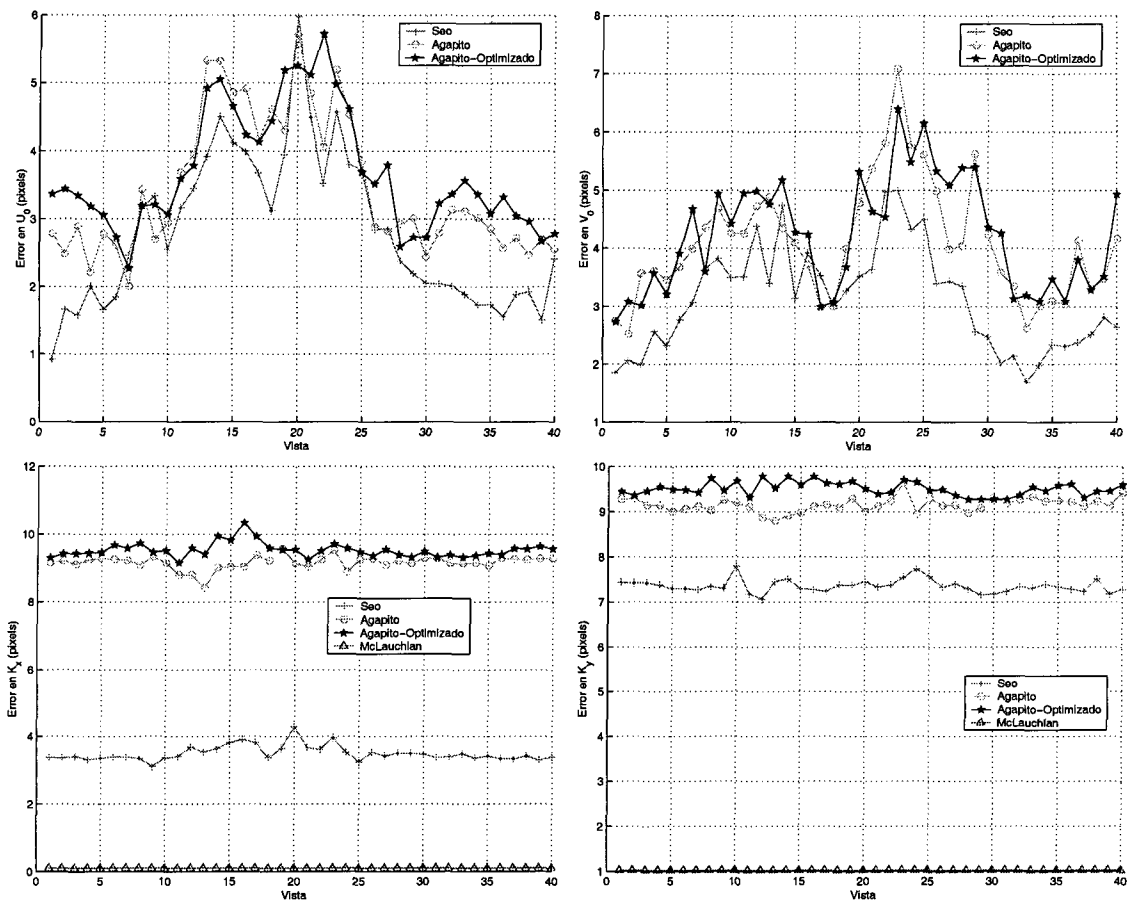 6
5
4
3
2
1
0
Error en U_o (pixels)
0 5 10 15 20 25 30 35 40
Vista
Seo
Agapito
Agapito-Optimizado
8
7
6
5
4
3
2
1
Error en V_o (pixels)
0 5 10 15 20 25 30 35 40
Vista
Seo
Agapito
Agapito-Optimizado
12
10
8
6
4
2
0
Error en K_x (pixels)
0 5 10 15 20 25 30 35 40
Vista
Seo
Agapito
Agapito-Optimizado
McLauchlan
10
9
8
7
6
5
4
3
2
1
Error en K_y (pixels)
0 5 10 15 20 25 30 35 40
Vista
Seo
Agapito
Agapito-Optimizado
McLauchlan